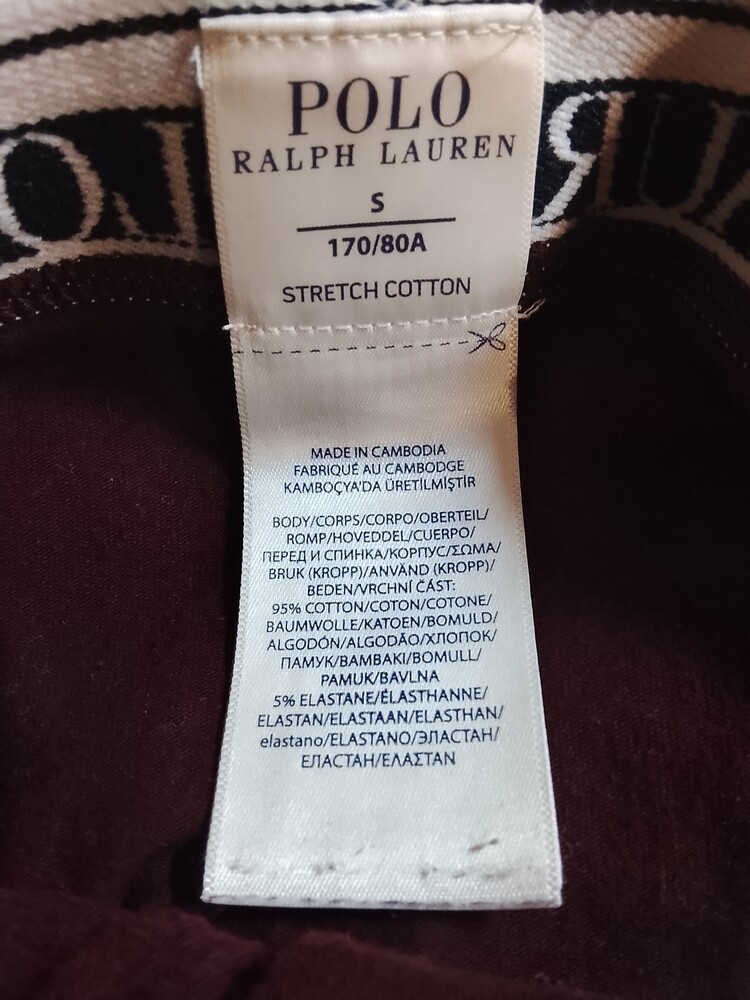 POLO
RALPH LAUREN
S
170/80A
STRETCH COTTON
MADE IN CAMBODIA
FABRIQUÉ AU CAMBODGE
KAMBOÇYA'DA ÜRETİLMİŞTİR
BODY/CORPS/CORPO/OBERTEIL/
ROMP/HOVEDDEL/CUERPO/
ПЕРЕД И СПИНКА/КОРПУС/ΣΩΜΑ/
BRUK (KROPP)/ANVÄND (KROPP)/
BEDEN/VRCHNÍ ČÁST:
95% COTTON/COTON/COTONE/
BAUMWOLLE/KATOEN/BOMULD/
ALGODÓN/ALGODÃO/ХЛОПОК/
ПАМУК/ΒΑΜΒΑΚΙ/BOMULL/
PAMUK/BAVLNA
5% ELASTANE/ÉLASTHANNE/
ELASTAN/ELASTAAN/ELASTHAN/
elastano/ELASTANO/ЭЛАСТАН/
ЕЛАСТАН/ΕΛΑΣΤΑΝ